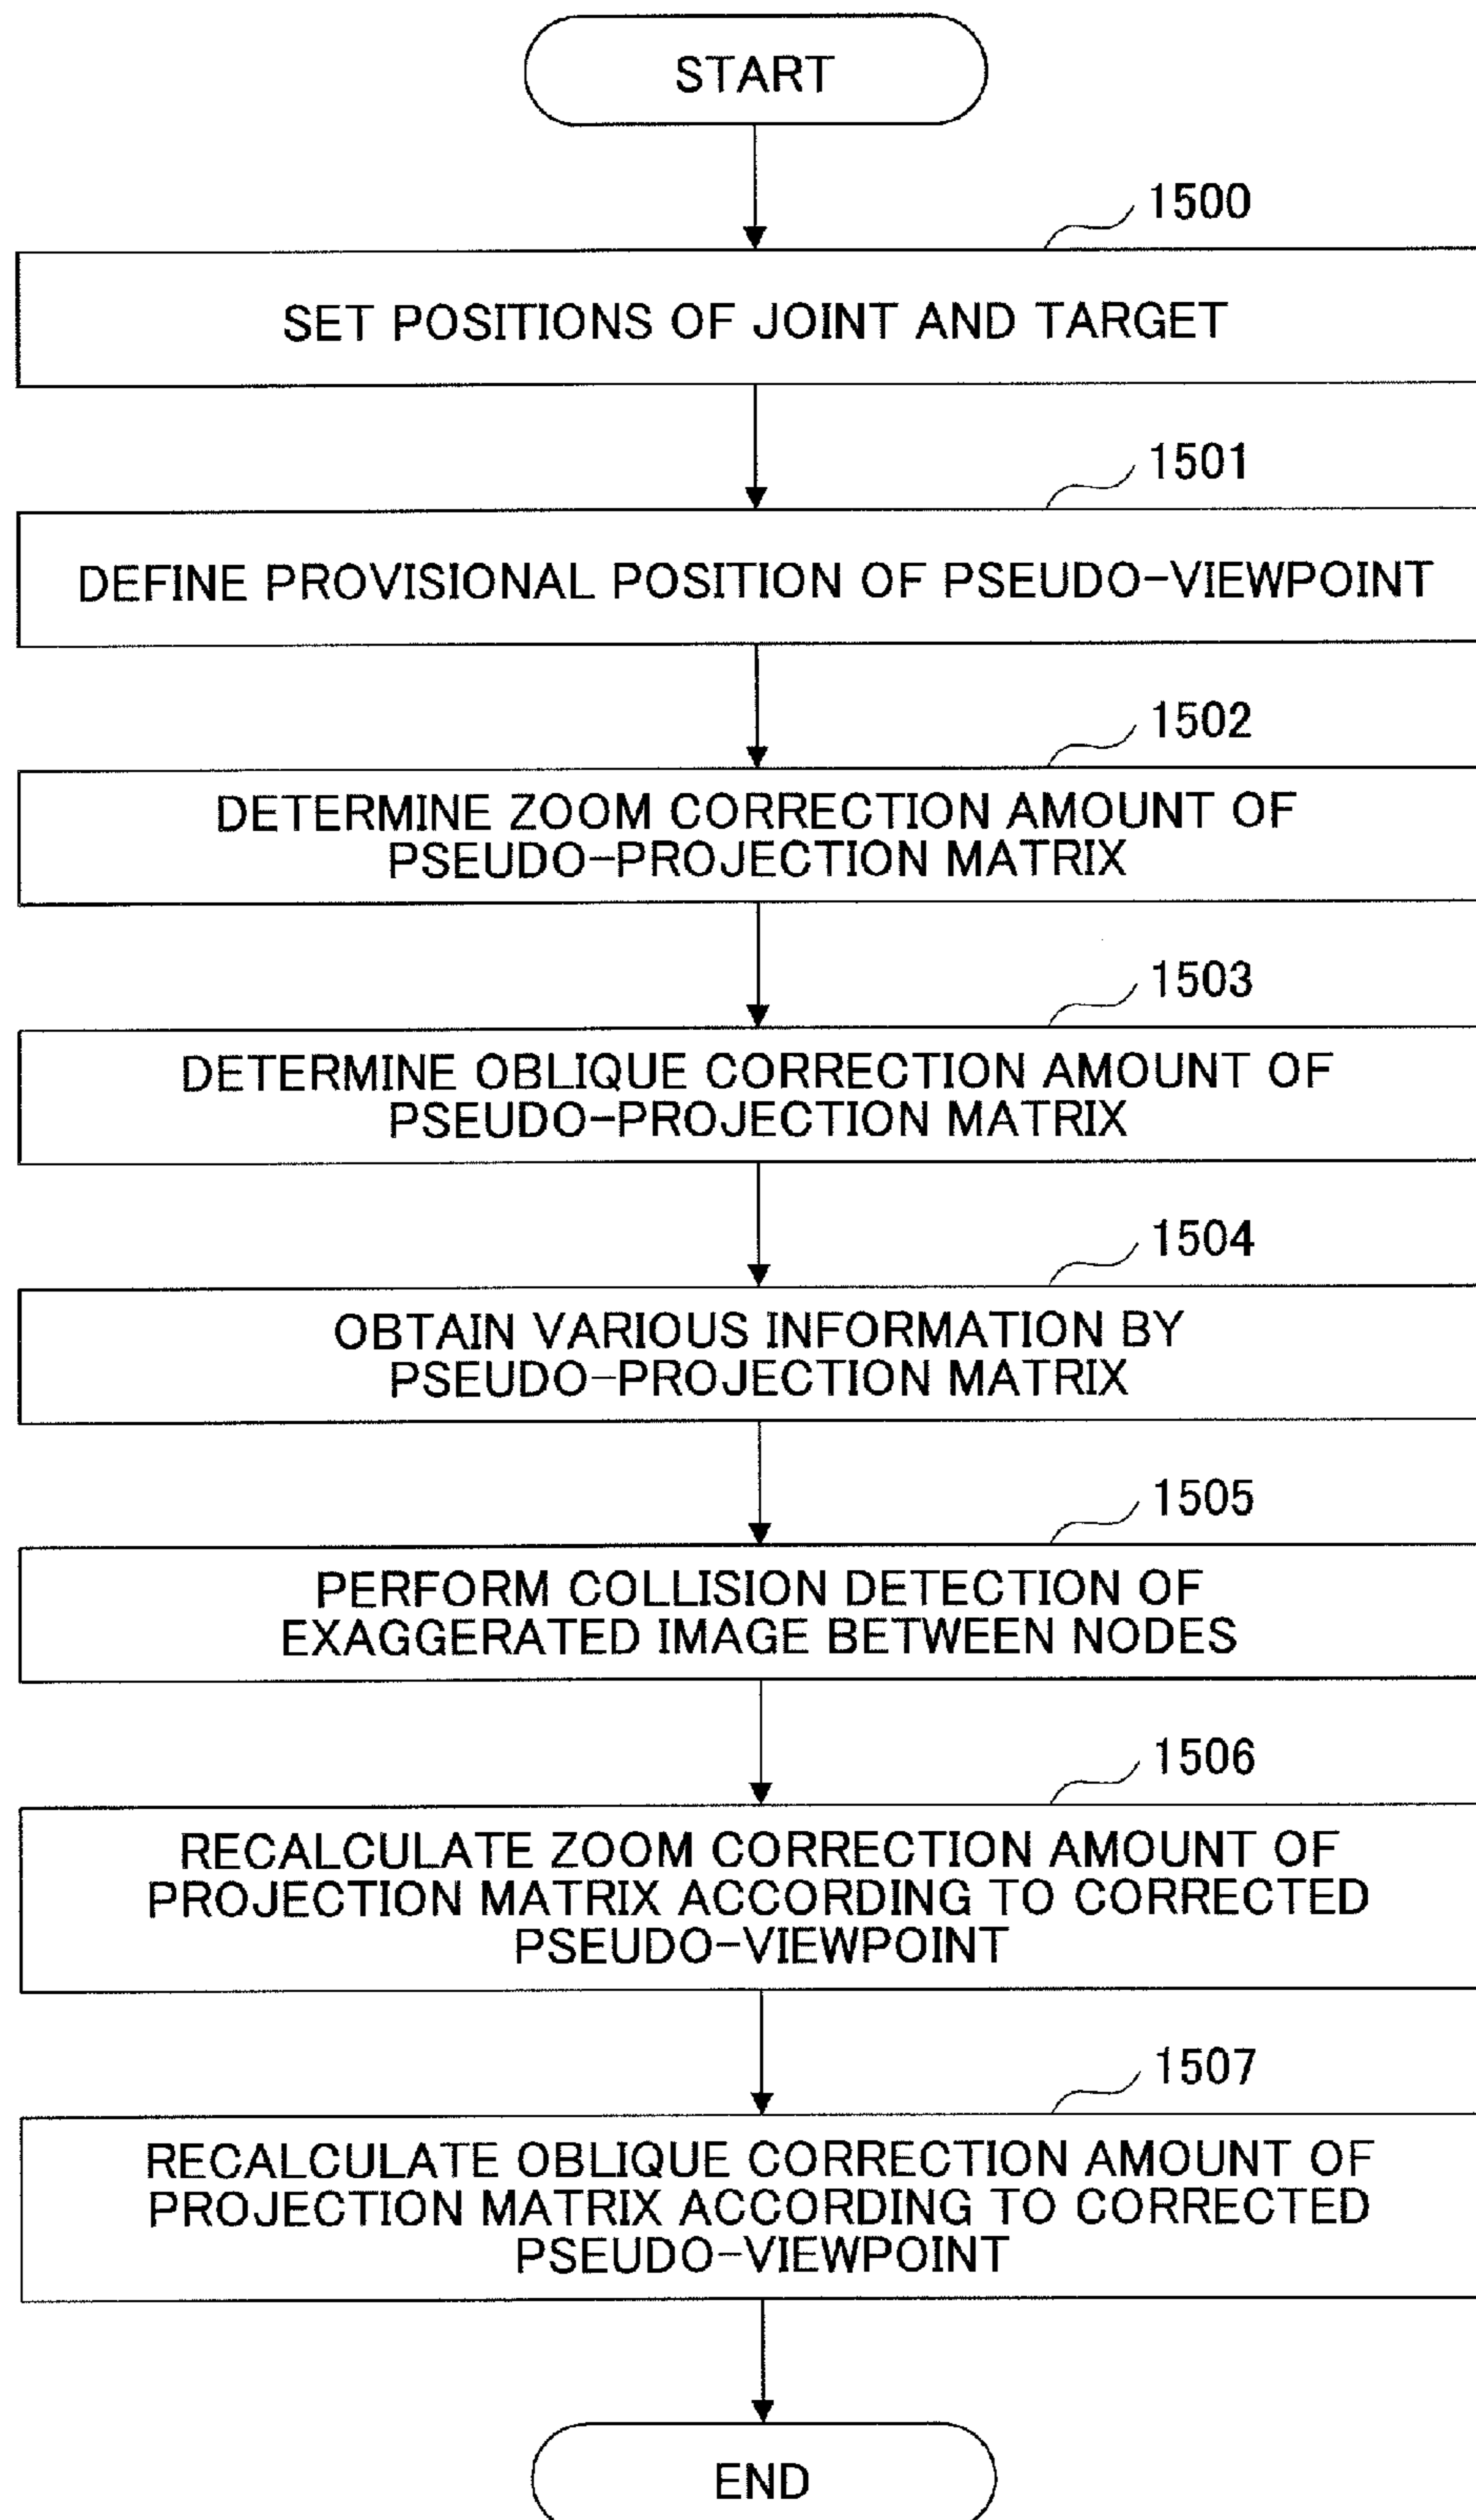 START
1500
SET POSITIONS OF JOINT AND TARGET
1501
DEFINE PROVISIONAL POSITION OF PSEUDO-VIEWPOINT
1502
DETERMINE ZOOM CORRECTION AMOUNT OF
PSEUDO-PROJECTION MATRIX
1503
DETERMINE OBLIQUE CORRECTION AMOUNT OF
PSEUDO-PROJECTION MATRIX
1504
OBTAIN VARIOUS INFORMATION BY
PSEUDO-PROJECTION MATRIX
1505
PERFORM COLLISION DETECTION OF
EXAGGERATED IMAGE BETWEEN NODES
1506
RECALCULATE ZOOM CORRECTION AMOUNT OF
PROJECTION MATRIX ACCORDING TO CORRECTED
PSEUDO-VIEWPOINT
1507
RECALCULATE OBLIQUE CORRECTION AMOUNT OF
PROJECTION MATRIX ACCORDING TO CORRECTED
PSEUDO-VIEWPOINT
END